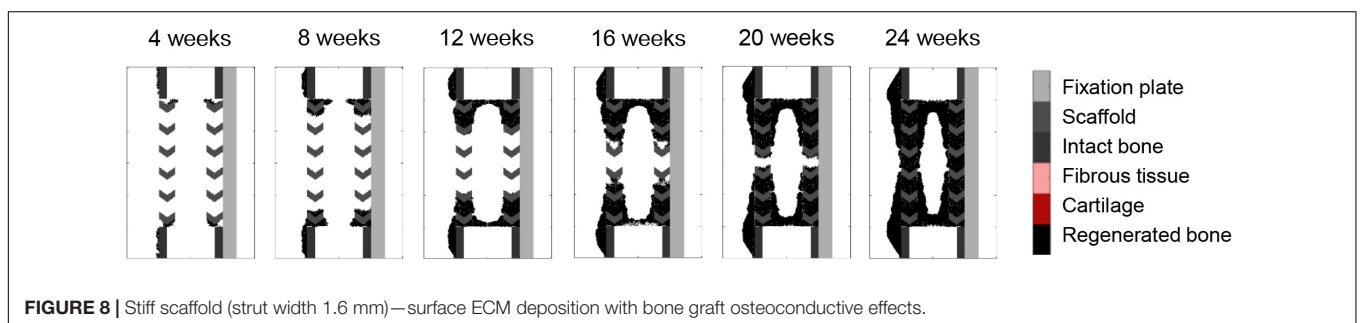 4 weeks 8 weeks 12 weeks 16 weeks 20 weeks 24 weeks
Fixation plate
Scaffold
Intact bone
Fibrous tissue
Cartilage
Regenerated bone
FIGURE 8 | Stiff scaffold (strut width 1.6 mm)—surface ECM deposition with bone graft osteoconductive effects.